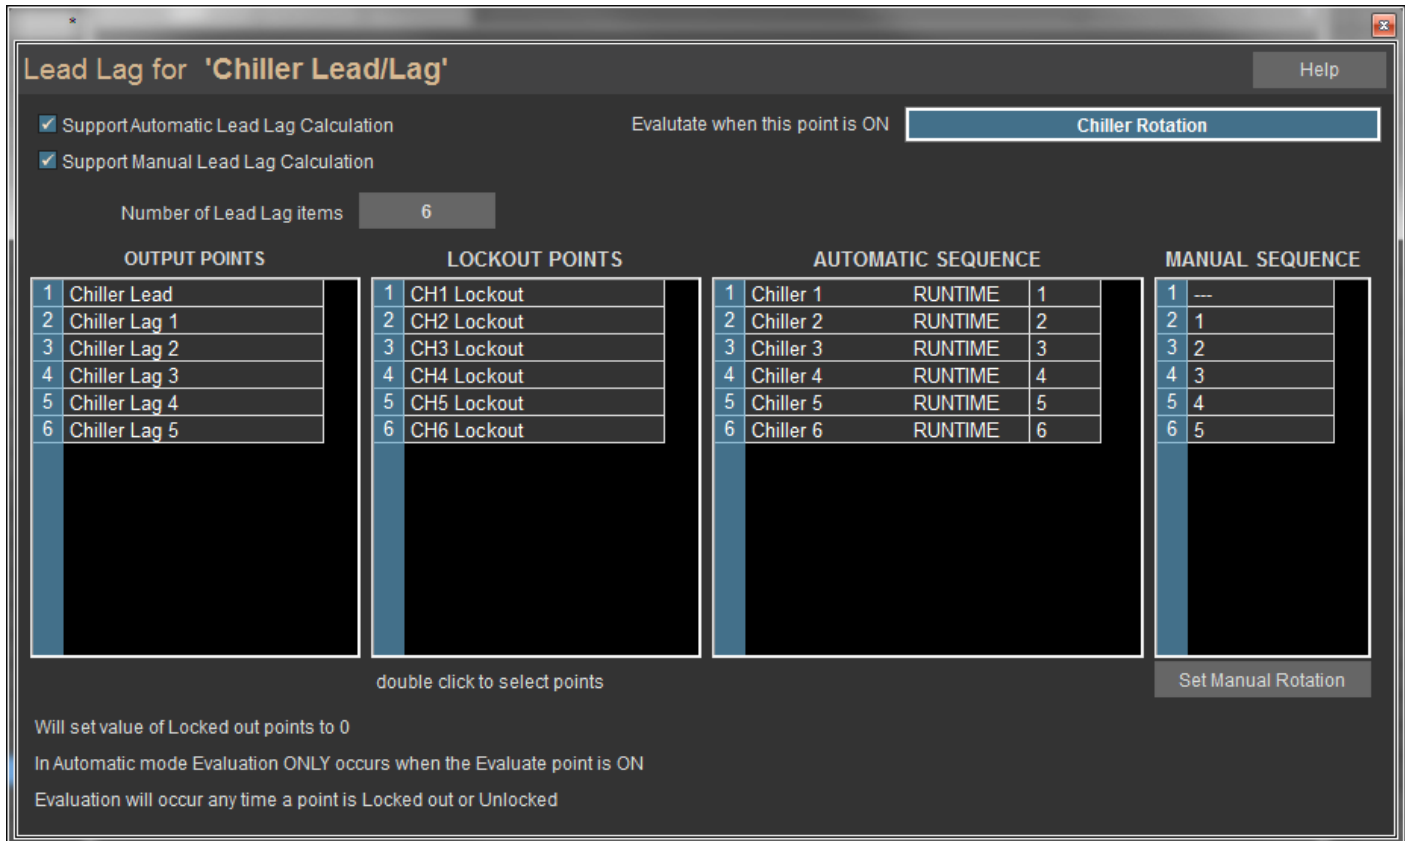 *
Lead Lag for 'Chiller Lead/Lag'
Help
Support Automatic Lead Lag Calculation
Evalutate when this point is ON
Chiller Rotation
Support Manual Lead Lag Calculation
Number of Lead Lag items
6
OUTPUT POINTS
1 Chiller Lead
2 Chiller Lag 1
3 Chiller Lag 2
4 Chiller Lag 3
5 Chiller Lag 4
6 Chiller Lag 5
LOCKOUT POINTS
1 CH1 Lockout
2 CH2 Lockout
3 CH3 Lockout
4 CH4 Lockout
5 CH5 Lockout
6 CH6 Lockout
double click to select points
AUTOMATIC SEQUENCE
1 Chiller 1 RUNTIME 1
2 Chiller 2 RUNTIME 2
3 Chiller 3 RUNTIME 3
4 Chiller 4 RUNTIME 4
5 Chiller 5 RUNTIME 5
6 Chiller 6 RUNTIME 6
MANUAL SEQUENCE
1 ---
2 1
3 2
4 3
5 4
6 5
Set Manual Rotation
Will set value of Locked out points to 0
In Automatic mode Evaluation ONLY occurs when the Evaluate point is ON
Evaluation will occur any time a point is Locked out or Unlocked